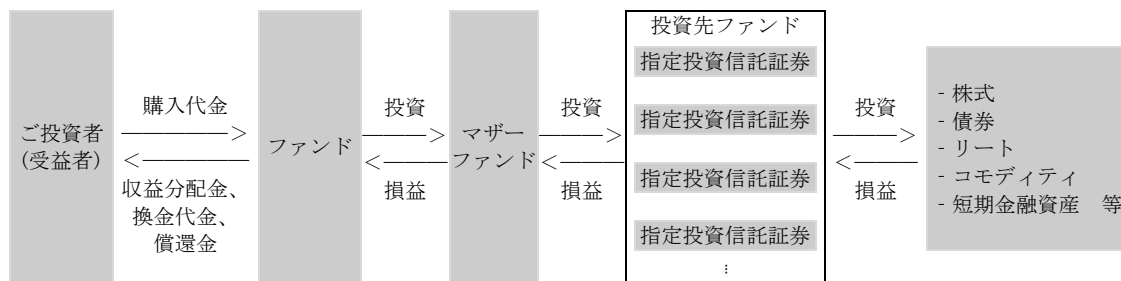 ご投資者
(受益者)
購入代金
収益分配金、
換金代金、
償還金
ファンド
投資
損益
マザー
ファンド
投資
損益
投資先ファンド
指定投資信託証券
指定投資信託証券
指定投資信託証券
指定投資信託証券
⋮
投資
損益
- 株式
- 債券
- リート
- コモディティ
- 短期金融資産　等